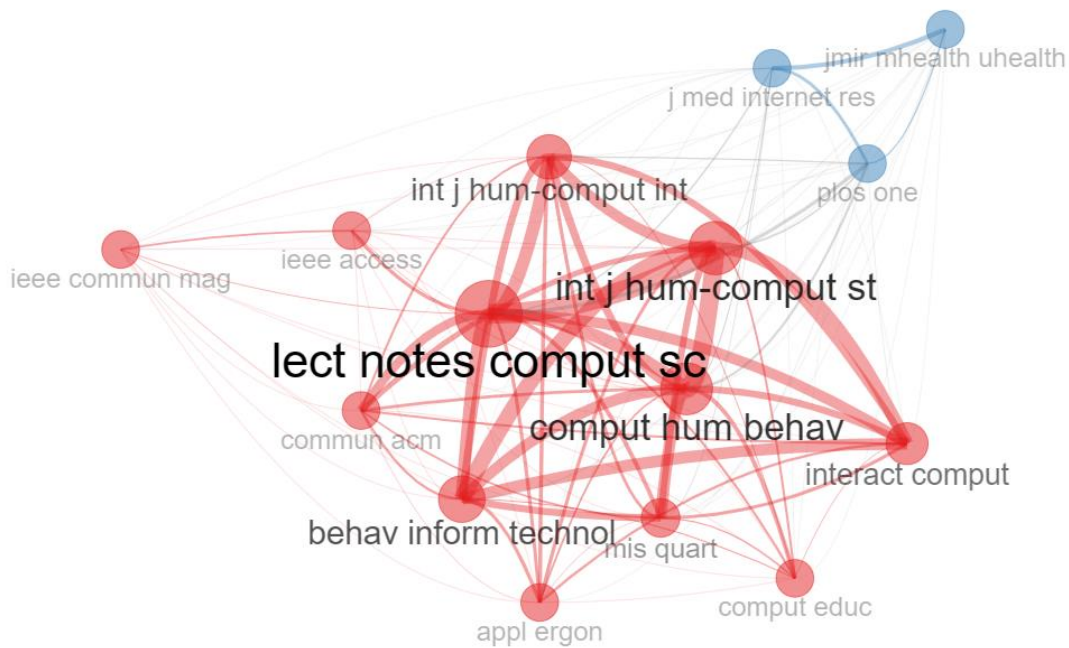 jmir mhealth uhealth
j med internet res
int j hum-comput int
plos one
ieee access
ieee commun mag
int j hum-comput st
lect notes comput sc
comput hum behav
commun acm
interact comput
behav inform technol
mis quart
comput educ
appl ergon